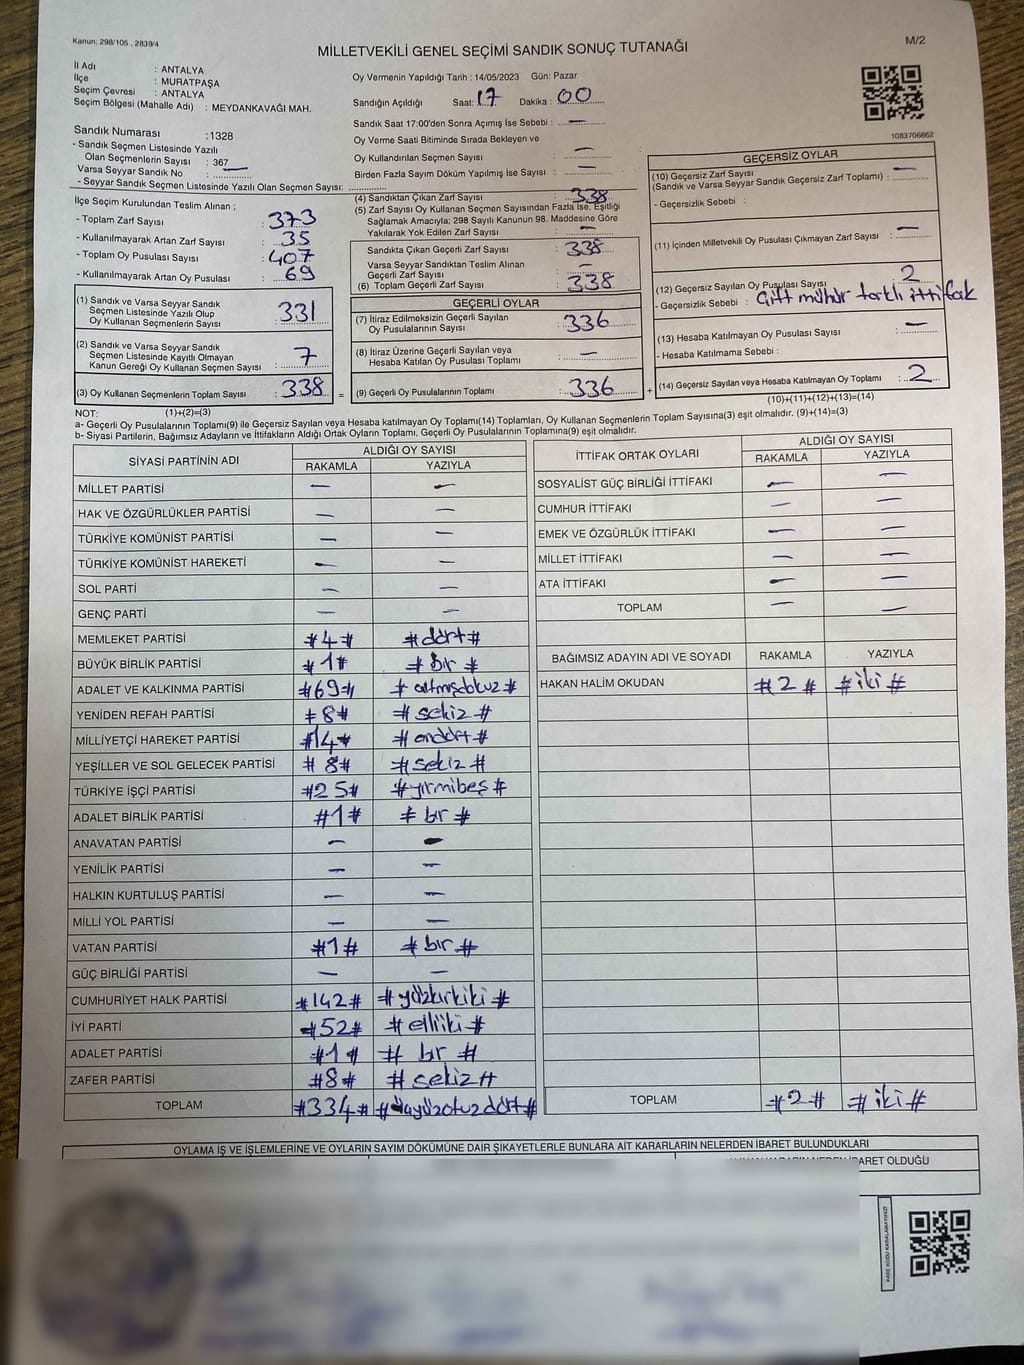 Kanun: 298/105 , 2839/4
M/2
MİLLETVEKİLİ GENEL SEÇİMİ SANDIK SONUÇ TUTANAĞI
İl Adı : ANTALYA
İlçe : MURATPAŞA
Seçim Çevresi : ANTALYA
Seçim Bölgesi (Mahalle Adı) : MEYDANKAVAĞI MAH.
Sandık Numarası : 1328
- Sandık Seçmen Listesinde Yazılı
Olan Seçmenlerin Sayısı : 367
Varsa Seyyar Sandık No —
- Seyyar Sandık Seçmen Listesinde Yazılı Olan Seçmen Sayısı: ..............
İlçe Seçim Kurulundan Teslim Alınan ;
- Toplam Zarf Sayısı : 373
- Kullanılmayarak Artan Zarf Sayısı : 35
- Toplam Oy Pusulası Sayısı : 407
- Kullanılmayarak Artan Oy Pusulası : 69
(1) Sandık ve Varsa Seyyar Sandık
Seçmen Listesinde Yazılı Olup
Oy Kullanan Seçmenlerin Sayısı : 331
(2) Sandık ve Varsa Seyyar Sandık
Seçmen Listesinde Kayıtlı Olmayan
Kanun Gereği Oy Kullanan Seçmen Sayısı : 7
(3) Oy Kullanan Seçmenlerin Toplam Sayısı : 338 =
Oy Vermenin Yapıldığı Tarih : 14/05/2023 Gün: Pazar
Sandığın Açıldığı Saat: 17 Dakika : 00
Sandık Saat 17:00'den Sonra Açımış İse Sebebi : —
Oy Verme Saati Bitiminde Sırada Bekleyen ve
Oy Kullandırılan Seçmen Sayısı : —
Birden Fazla Sayım Döküm Yapılmış İse Sayısı : —
(4) Sandıktan Çıkan Zarf Sayısı : 338
(5) Zarf Sayısı Oy Kullanan Seçmen Sayısından Fazla İse, Eşitliği
Sağlamak Amacıyla; 298 Sayılı Kanunun 98. Maddesine Göre
Yakılarak Yok Edilen Zarf Sayısı : —
Sandıkta Çıkan Geçerli Zarf Sayısı : 338
Varsa Seyyar Sandıktan Teslim Alınan
Geçerli Zarf Sayısı : —
(6) Toplam Geçerli Zarf Sayısı : 338
GEÇERLİ OYLAR
(7) İtiraz Edilmeksizin Geçerli Sayılan
Oy Pusulalarının Sayısı : 336
(8) İtiraz Üzerine Geçerli Sayılan veya
Hesaba Katılan Oy Pusulası Toplamı : —
(9) Geçerli Oy Pusulalarının Toplamı : 336 +
1083706862
GEÇERSİZ OYLAR
(10) Geçersiz Zarf Sayısı
(Sandık ve Varsa Seyyar Sandık Geçersiz Zarf Toplamı) : —
- Geçersizlik Sebebi :
(11) İçinden Milletvekili Oy Pusulası Çıkmayan Zarf Sayısı : —
(12) Geçersiz Sayılan Oy Pusulası Sayısı : 2
- Geçersizlik Sebebi : Çift mühür farklı ittifak
(13) Hesaba Katılmayan Oy Pusulası Sayısı : —
- Hesaba Katılmama Sebebi :
(14) Geçersiz Sayılan veya Hesaba Katılmayan Oy Toplamı : 2
(10)+(11)+(12)+(13)=(14)
NOT: (1)+(2)=(3)
a- Geçerli Oy Pusulalarının Toplamı(9) ile Geçersiz Sayılan veya Hesaba katılmayan Oy Toplamı(14) Toplamları, Oy Kullanan Seçmenlerin Toplam Sayısına(3) eşit olmalıdır. (9)+(14)=(3)
b- Siyasi Partilerin, Bağımsız Adayların ve İttifakların Aldığı Ortak Oyların Toplamı, Geçerli Oy Pusulalarının Toplamına(9) eşit olmalıdır.
SİYASİ PARTİNİN ADI ALDIĞI OY SAYISI
RAKAMLA YAZIYLA
MİLLET PARTİSİ — —
HAK VE ÖZGÜRLÜKLER PARTİSİ — —
TÜRKİYE KOMÜNİST PARTİSİ — —
TÜRKİYE KOMÜNİST HAREKETİ — —
SOL PARTİ — —
GENÇ PARTİ — —
MEMLEKET PARTİSİ #4# #dört#
BÜYÜK BİRLİK PARTİSİ #1# #Bir#
ADALET VE KALKINMA PARTİSİ #69# #altmışdokuz#
YENİDEN REFAH PARTİSİ #8# #sekiz#
MİLLİYETÇİ HAREKET PARTİSİ #14# #ondört#
YEŞİLLER VE SOL GELECEK PARTİSİ #8# #sekiz#
TÜRKİYE İŞÇİ PARTİSİ #25# #yirmibeş#
ADALET BİRLİK PARTİSİ #1# #bir#
ANAVATAN PARTİSİ — —
YENİLİK PARTİSİ — —
HALKIN KURTULUŞ PARTİSİ — —
MİLLİ YOL PARTİSİ — —
VATAN PARTİSİ #1# #bir#
GÜÇ BİRLİĞİ PARTİSİ — —
CUMHURİYET HALK PARTİSİ #142# #yüzkırkiki#
İYİ PARTİ #52# #elliiki#
ADALET PARTİSİ #1# #bir#
ZAFER PARTİSİ #8# #sekiz#
TOPLAM #334# #üçyüzotuzdört#
İTTİFAK ORTAK OYLARI ALDIĞI OY SAYISI
RAKAMLA YAZIYLA
SOSYALİST GÜÇ BİRLİĞİ İTTİFAKI — —
CUMHUR İTTİFAKI — —
EMEK VE ÖZGÜRLÜK İTTİFAKI — —
MİLLET İTTİFAKI — —
ATA İTTİFAKI — —
TOPLAM — —
BAĞIMSIZ ADAYIN ADI VE SOYADI RAKAMLA YAZIYLA
HAKAN HALİM OKUDAN #2# #iki#
TOPLAM #2# #iki#
OYLAMA İŞ VE İŞLEMLERİNE VE OYLARIN SAYIM DÖKÜMÜNE DAİR ŞİKAYETLERLE BUNLARA AİT KARARLARIN NELERDEN İBARET BULUNDUKLARI
OLDUĞU